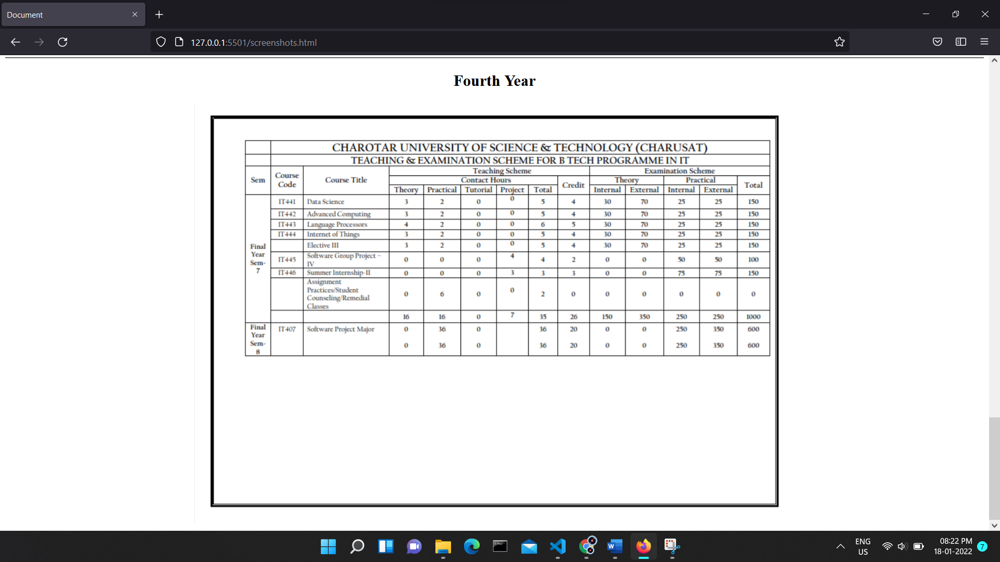 Document
127.0.0.1:5501/screenshots.html
Fourth Year
CHAROTAR UNIVERSITY OF SCIENCE & TECHNOLOGY (CHARUSAT)
TEACHING & EXAMINATION SCHEME FOR B TECH PROGRAMME IN IT
Sem Course Code Course Title Teaching Scheme Examination Scheme
Contact Hours Credit Theory Practical Total
Theory Practical Tutorial Project Total Internal External Internal External
Final Year Sem-7
IT441 Data Science 3 2 0 0 5 4 30 70 25 25 150
IT442 Advanced Computing 3 2 0 0 5 4 30 70 25 25 150
IT443 Language Processors 4 2 0 0 6 5 30 70 25 25 150
IT444 Internet of Things 3 2 0 0 5 4 30 70 25 25 150
Elective III 3 2 0 0 5 4 30 70 25 25 150
IT445 Software Group Project – IV 0 0 0 4 4 2 0 0 50 50 100
IT446 Summer Internship-II 0 0 0 3 3 3 0 0 75 75 150
Assignment Practices/Student Counseling/Remedial Classes 0 6 0 0 2 0 0 0 0 0 0
16 16 0 7 35 26 150 350 250 250 1000
Final Year Sem-8
IT407 Software Project Major 0 36 0 36 20 0 0 250 350 600
0 36 0 36 20 0 0 250 350 600
ENG
US
08:22 PM
18-01-2022
7